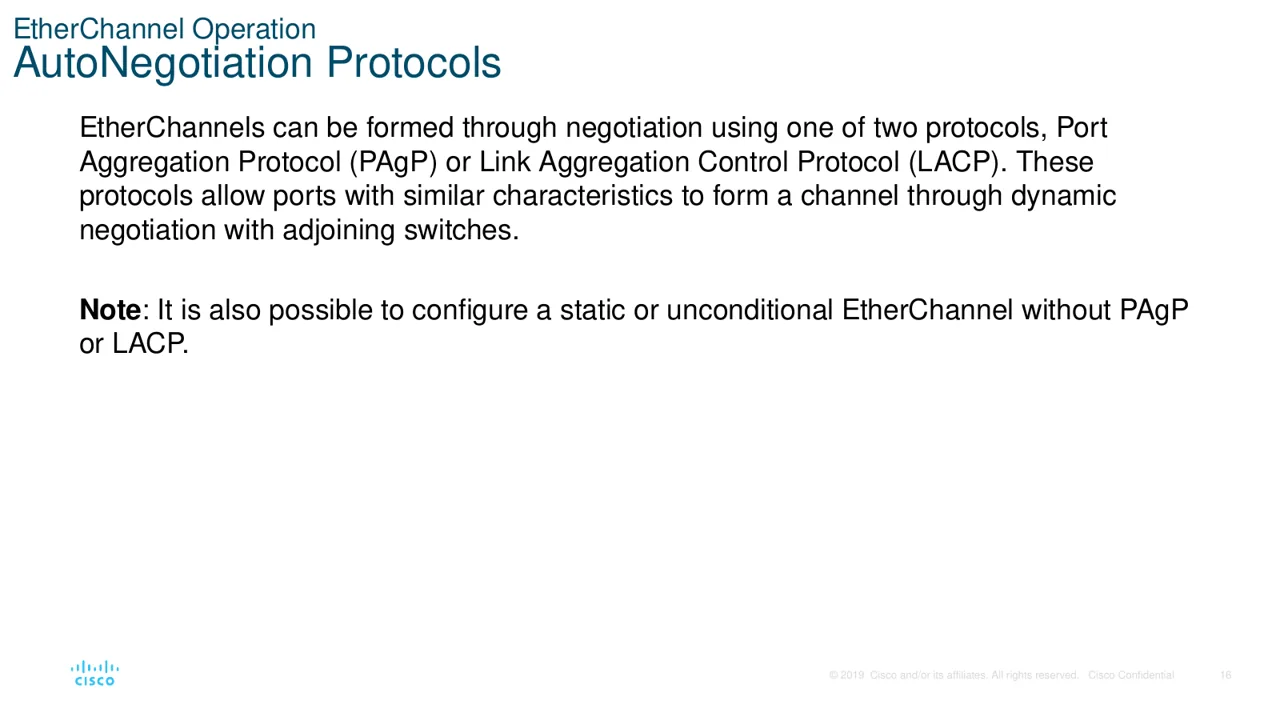 EtherChannel Operation
AutoNegotiation Protocols
EtherChannels can be formed through negotiation using one of two protocols, Port
Aggregation Protocol (PAgP) or Link Aggregation Control Protocol (LACP). These
protocols allow ports with similar characteristics to form a channel through dynamic
negotiation with adjoining switches.
Note: It is also possible to configure a static or unconditional EtherChannel without PAgP
or LACP.
CISCO
© 2019 Cisco and/or its affiliates. All rights reserved. Cisco Confidential 16